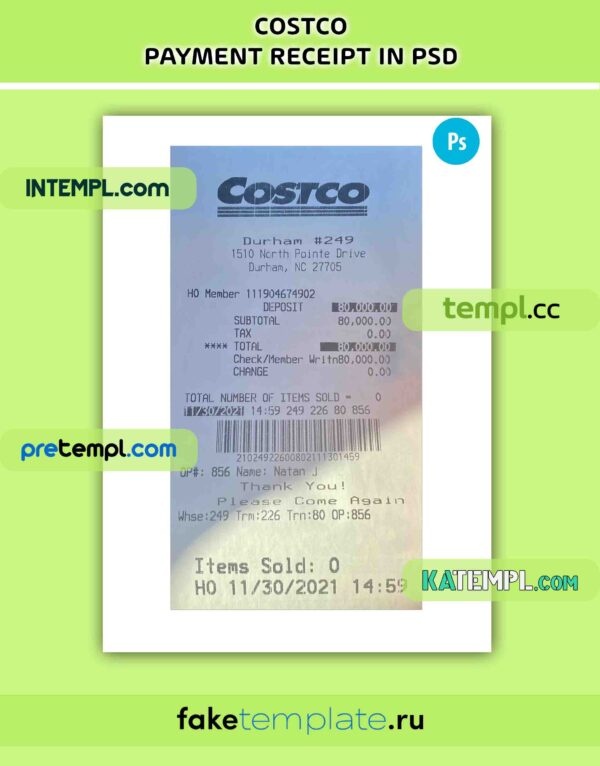 COSTCO
PAYMENT RECEIPT IN PSD
Ps
INTEMPL.com
COSTCO
Durham #249
1510 North Pointe Drive
Durham, NC 27705
HO Member 111904674902
DEPOSIT 80,000.00
templ.cc
SUBTOTAL 80,000.00
TAX 0.00
**** TOTAL 80,000.00
Check/Member Writn80,000.00
CHANGE 0.00
TOTAL NUMBER OF ITEMS SOLD = 0
11/30/2021 14:59 249 226 80 856
pretempl.com
21024922600802111301459
OP#: 856 Name: Natan J
Thank You!
Please Come Again
Whse:249 Trm:226 Trn:80 OP:856
Items Sold: 0
KATEMPL.COM
HO 11/30/2021 14:59
faketemplate.ru